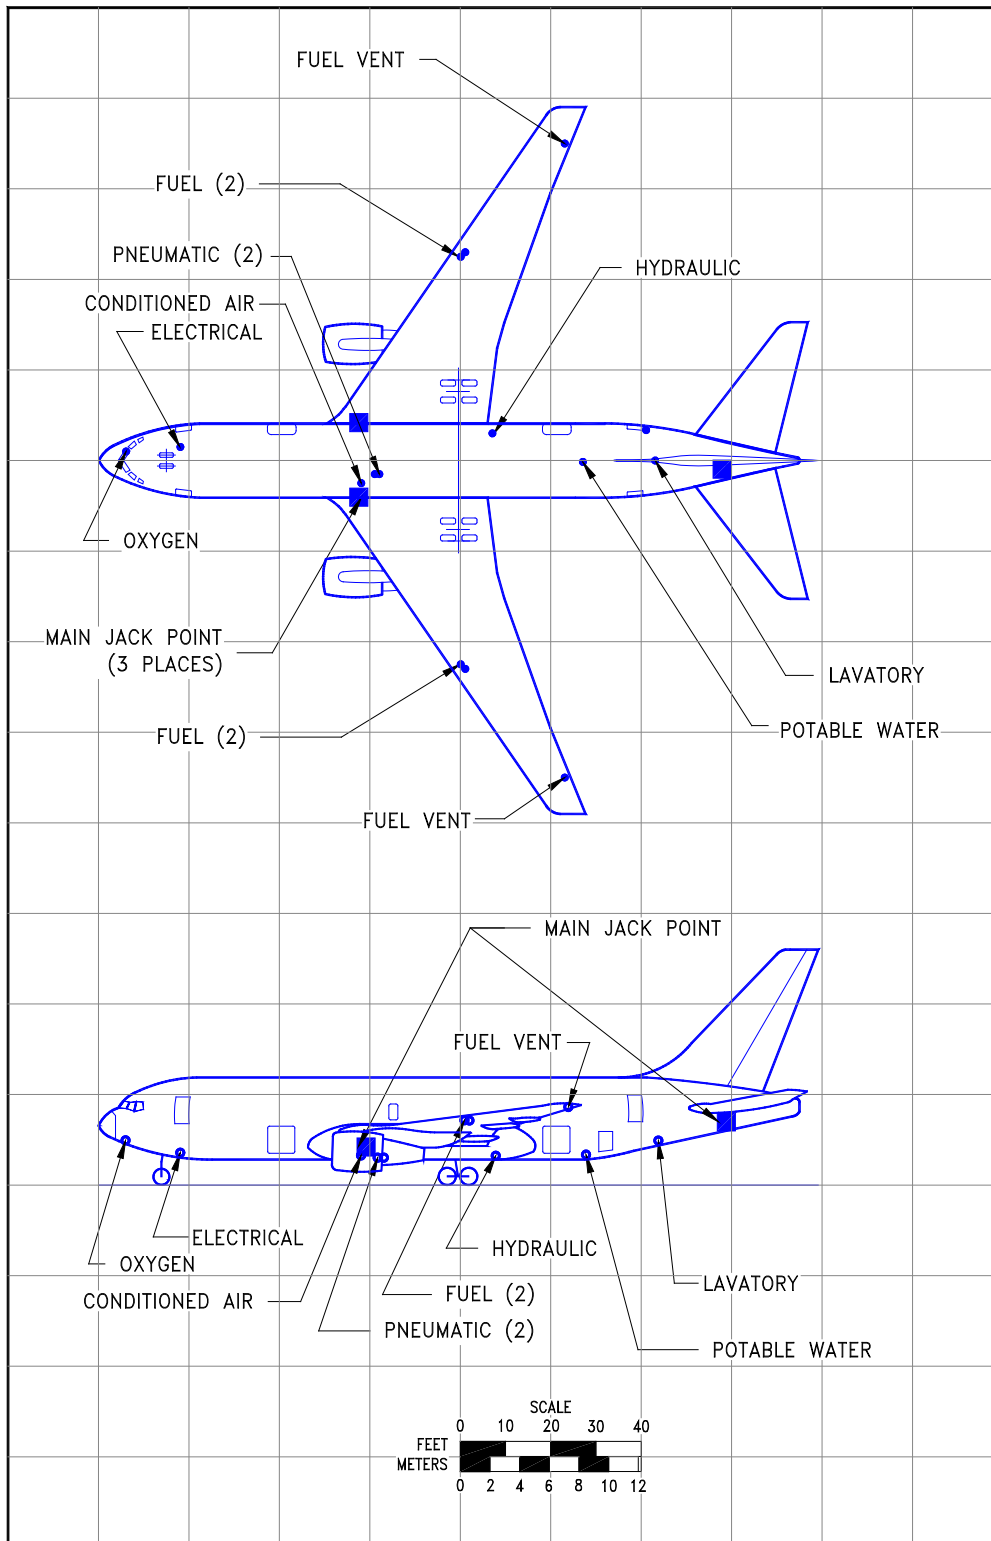 FUEL VENT
FUEL (2)
PNEUMATIC (2)
HYDRAULIC
CONDITIONED AIR
ELECTRICAL
OXYGEN
MAIN JACK POINT
(3 PLACES)
LAVATORY
POTABLE WATER
FUEL (2)
FUEL VENT
MAIN JACK POINT
FUEL VENT
ELECTRICAL
HYDRAULIC
OXYGEN
LAVATORY
FUEL (2)
CONDITIONED AIR
PNEUMATIC (2)
POTABLE WATER
SCALE
0 10 20 30 40
FEET
METERS
0 2 4 6 8 10 12